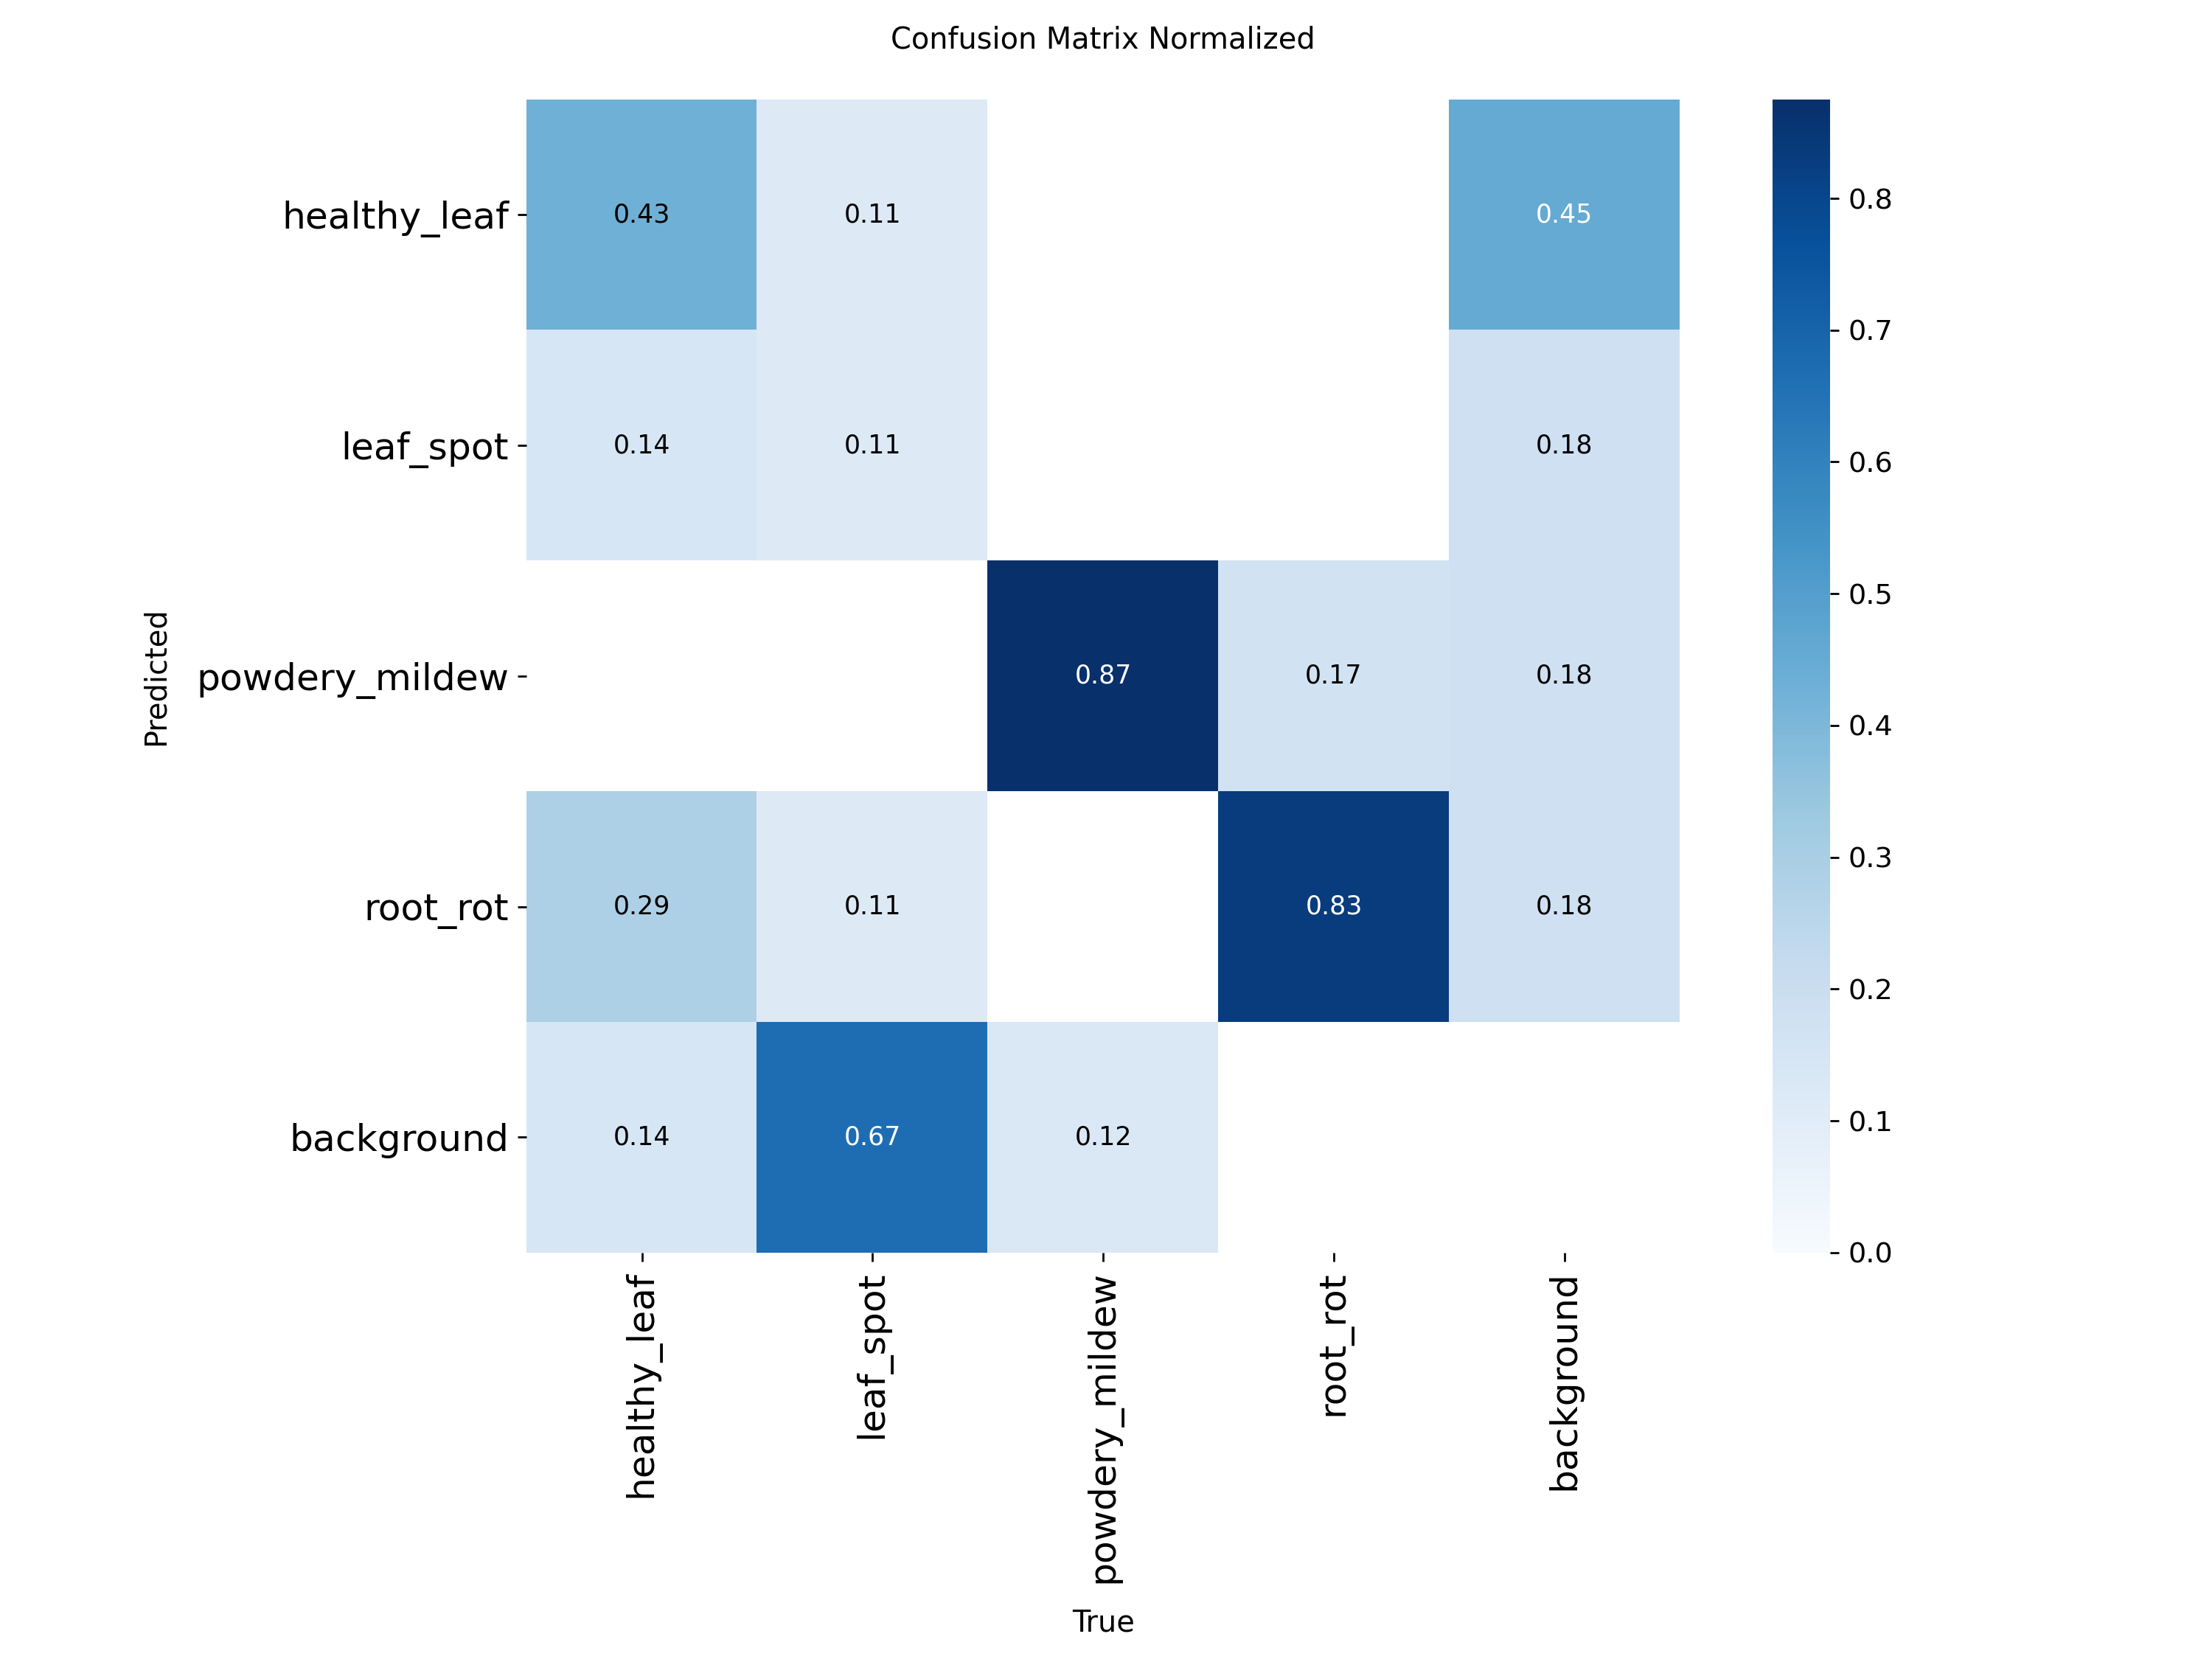 Confusion Matrix Normalized
healthy_leaf 0.43 0.11 0.45
leaf_spot 0.14 0.11 0.18
Predicted
powdery_mildew 0.87 0.17 0.18
root_rot 0.29 0.11 0.83 0.18
background 0.14 0.67 0.12
healthy_leaf
leaf_spot
powdery_mildew
root_rot
background
True
0.8
0.7
0.6
0.5
0.4
0.3
0.2
0.1
0.0